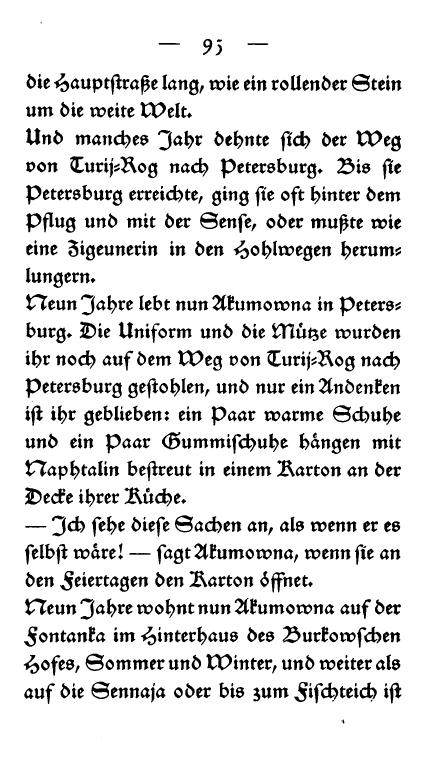 — 95 —
die Hauptstraße lang, wie ein rollender Stein
um die weite Welt.
Und manches Jahr dehnte sich der Weg
von Turij-Rog nach Petersburg. Bis sie
Petersburg erreichte, ging sie oft hinter dem
Pflug und mit der Sense, oder mußte wie
eine Zigeunerin in den Hohlwegen herum-
lungern.
Neun Jahre lebt nun Akumowna in Peters-
burg. Die Uniform und die Mütze wurden
ihr noch auf dem Weg von Turij-Rog nach
Petersburg gestohlen, und nur ein Andenken
ist ihr geblieben: ein Paar warme Schuhe
und ein Paar Gummischuhe hängen mit
Naphtalin bestreut in einem Karton an der
Decke ihrer Küche.
— Ich sehe diese Sachen an, als wenn er es
selbst wäre! — sagt Akumowna, wenn sie an
den Feiertagen den Karton öffnet.
Neun Jahre wohnt nun Akumowna auf der
Fontanka im Hinterhaus des Burkowschen
Hofes, Sommer und Winter, und weiter als
auf die Sennaja oder bis zum Fischteich ist